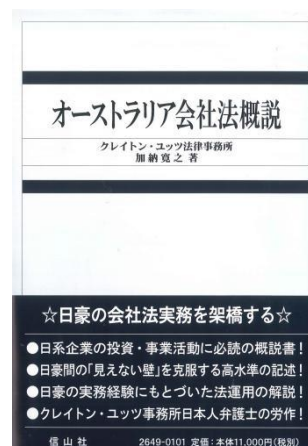 オーストラリア会社法概説
クレイトン・ユッツ法律事務所
加納寛之 著
☆日豪の会社法実務を架橋する☆
●日系企業の投資・事業活動に必読の概説書！
●日豪間の「見えない壁」を克服する高水準の記述！
●日豪の実務経験にもとづいた法運用の解説！
●クレイトン・ユッツ事務所日本人弁護士の労作！
信山社 2649-0101 定価：本体11,000円(税別)